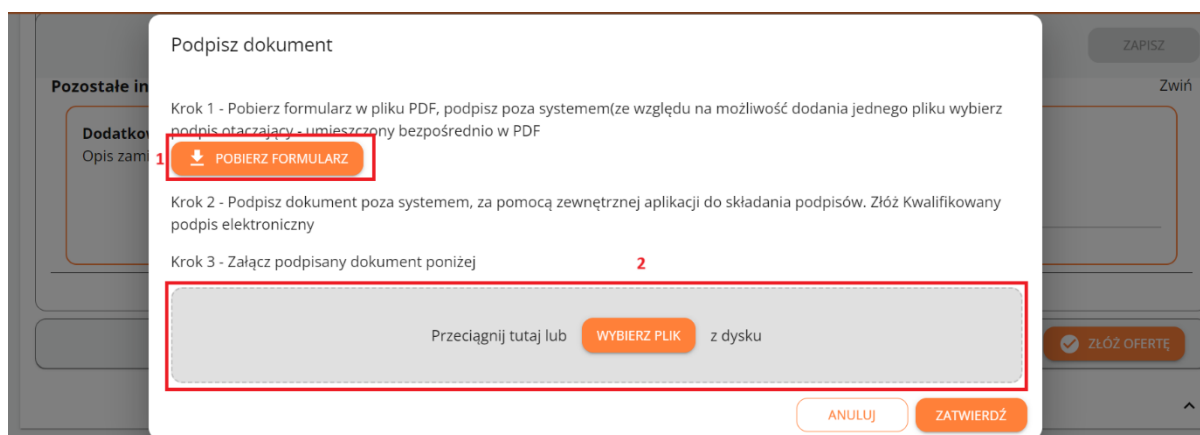 Podpisz dokument
ZAPISZ
Pozostałe in
Zwiń
Krok 1 - Pobierz formularz w pliku PDF, podpisz poza systemem(ze względu na możliwość dodania jednego pliku wybierz
podpis otaczający - umieszczony bezpośrednio w PDF
Dodatko
Opis zami
1
POBIERZ FORMULARZ
Krok 2 - Podpisz dokument poza systemem, za pomocą zewnętrznej aplikacji do składania podpisów. Złóż Kwalifikowany
podpis elektroniczny
Krok 3 - Załącz podpisany dokument poniżej
2
Przeciągnij tutaj lub WYBIERZ PLIK z dysku
ZŁÓŻ OFERTĘ
ANULUJ
ZATWIERDŹ